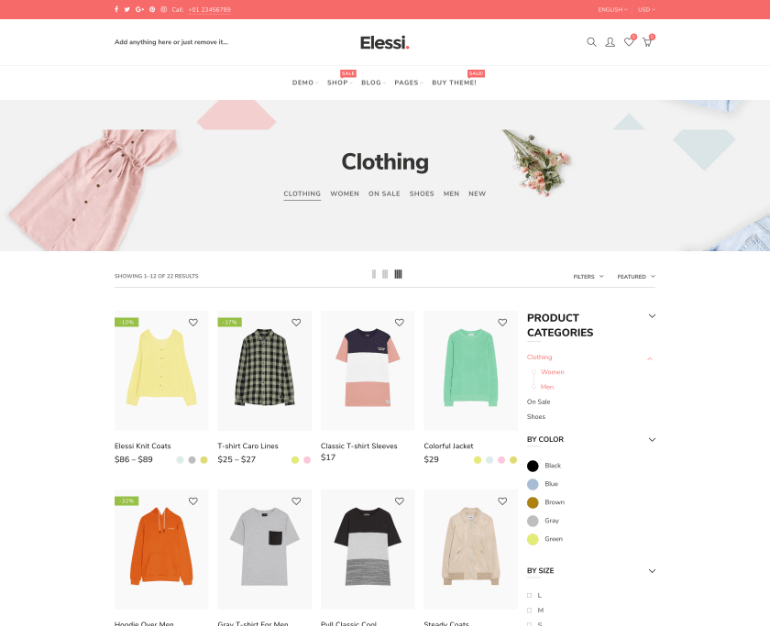 Call: +01 23456789
ENGLISH
USD
Add anything here or just remove it...
Elessi.
0
0
SALE
SALE!
DEMO
SHOP
BLOG
PAGES
BUY THEME!
Clothing
CLOTHING
WOMEN
ON SALE
SHOES
MEN
NEW
SHOWING 1–12 OF 22 RESULTS
FILTERS
FEATURED
-13%
-17%
Elessi Knit Coats
$86 – $89
T-shirt Caro Lines
$25 – $27
Classic T-shirt Sleeves
$17
Colorful Jacket
$29
PRODUCT
CATEGORIES
Clothing
Women
Men
On Sale
Shoes
BY COLOR
Black
Blue
Brown
Gray
Green
BY SIZE
L
M
S
Hoodie Over Men
Gray T-shirt For Men
Pull Classic Cool
Steady Coats